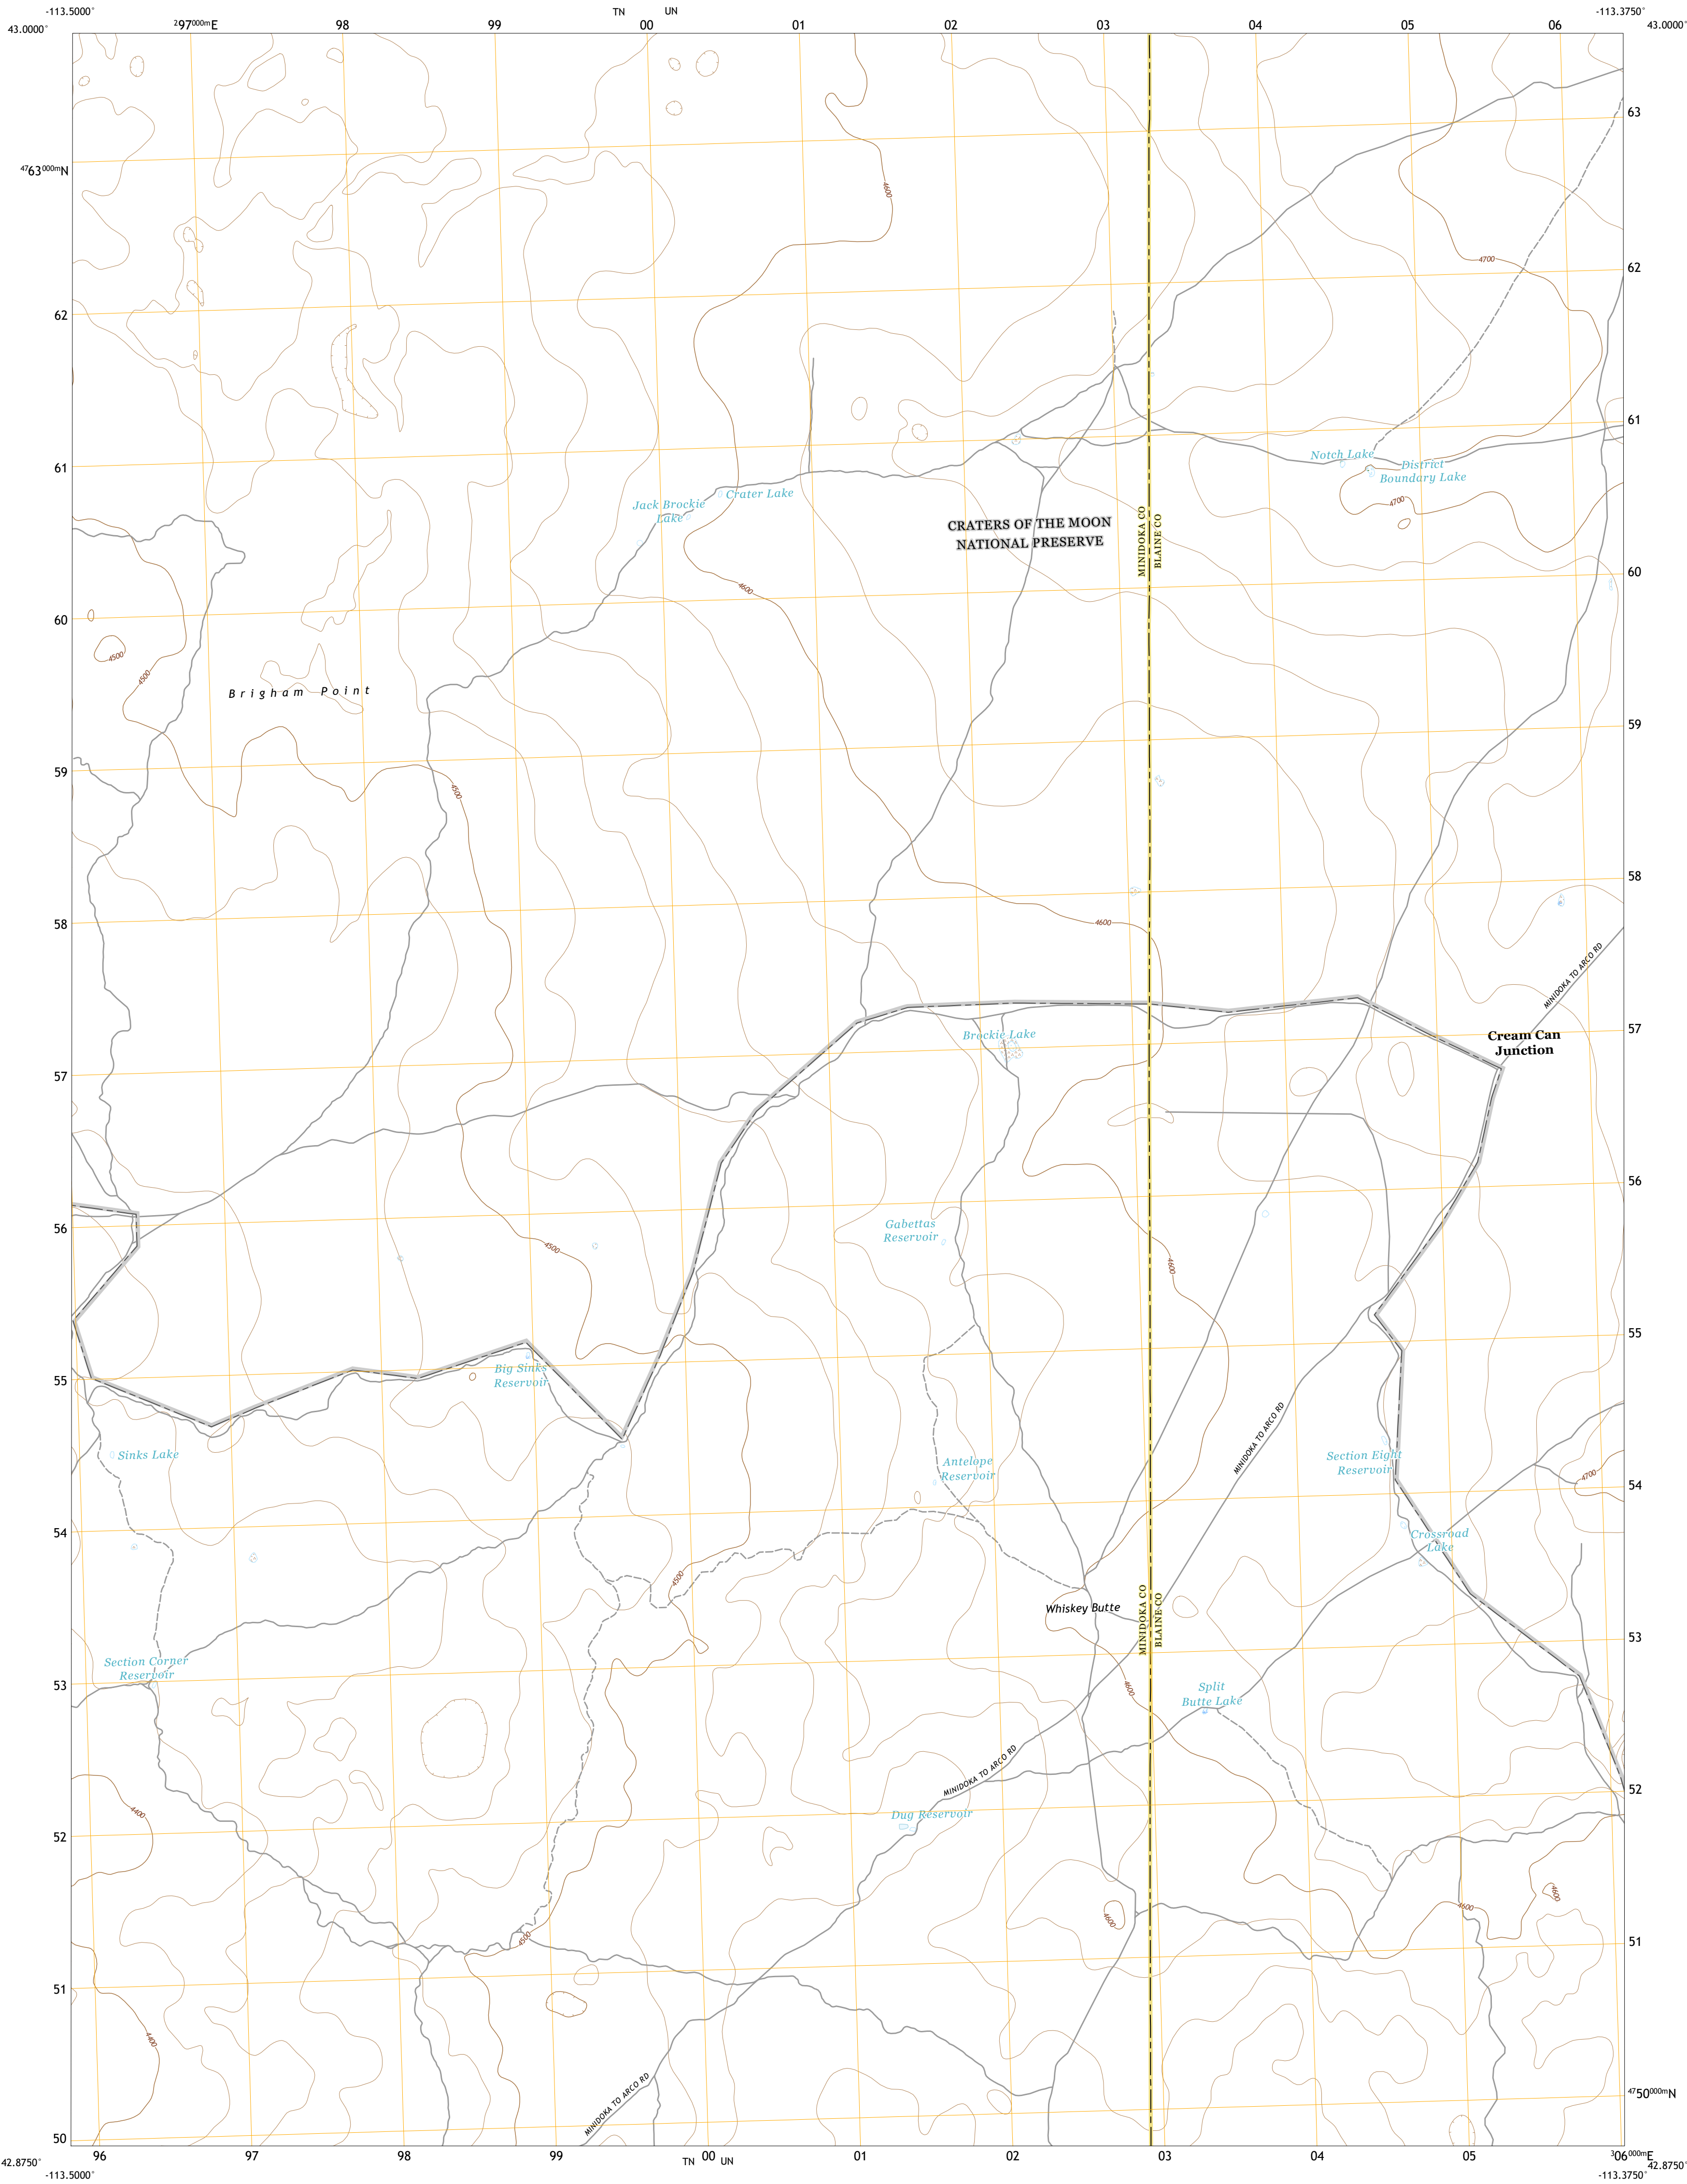 -113.5000°
TN UN
-113.3750°
43.0000°
²97⁰⁰⁰ᵐE 98 99 00 01 02 03 04 05 06
43.0000°
63
⁴⁷63⁰⁰⁰ᵐN
4600
4700
62
62
61
Notch Lake
District
Boundary Lake
61
Crater Lake
Jack Brockie
Lake
4700
CRATERS OF THE MOON
NATIONAL PRESERVE
MINIDOKA CO
BLAINE CO
60
4600
60
4500
4500
Brigham Point
59
59
4500
58
58
4600
MINIDOKA TO ARCO RD
57
Brockie Lake
Cream Can
Junction
57
56
Gabettas
Reservoir
56
4500
4600
55
Big Sinks
Reservoir
55
MINIDOKA TO ARCO RD
Sinks Lake
Antelope
Reservoir
Section Eight
Reservoir
4700
54
54
Crossroad
Lake
4500
Whiskey Butte
MINIDOKA CO
BLAINE CO
53
Section Corner
Reservoir
53
4600
Split
Butte Lake
MINIDOKA TO ARCO RD
52
4400
Dug Reservoir
52
4600
4600
4600
4500
51
51
4400
MINIDOKA TO ARCO RD
⁴⁷50⁰⁰⁰ᵐN
50
96 97 98 99 00 01 02 03 04 05 ³06⁰⁰⁰ᵐE
42.8750°
TN UN
42.8750°
-113.5000°
-113.3750°